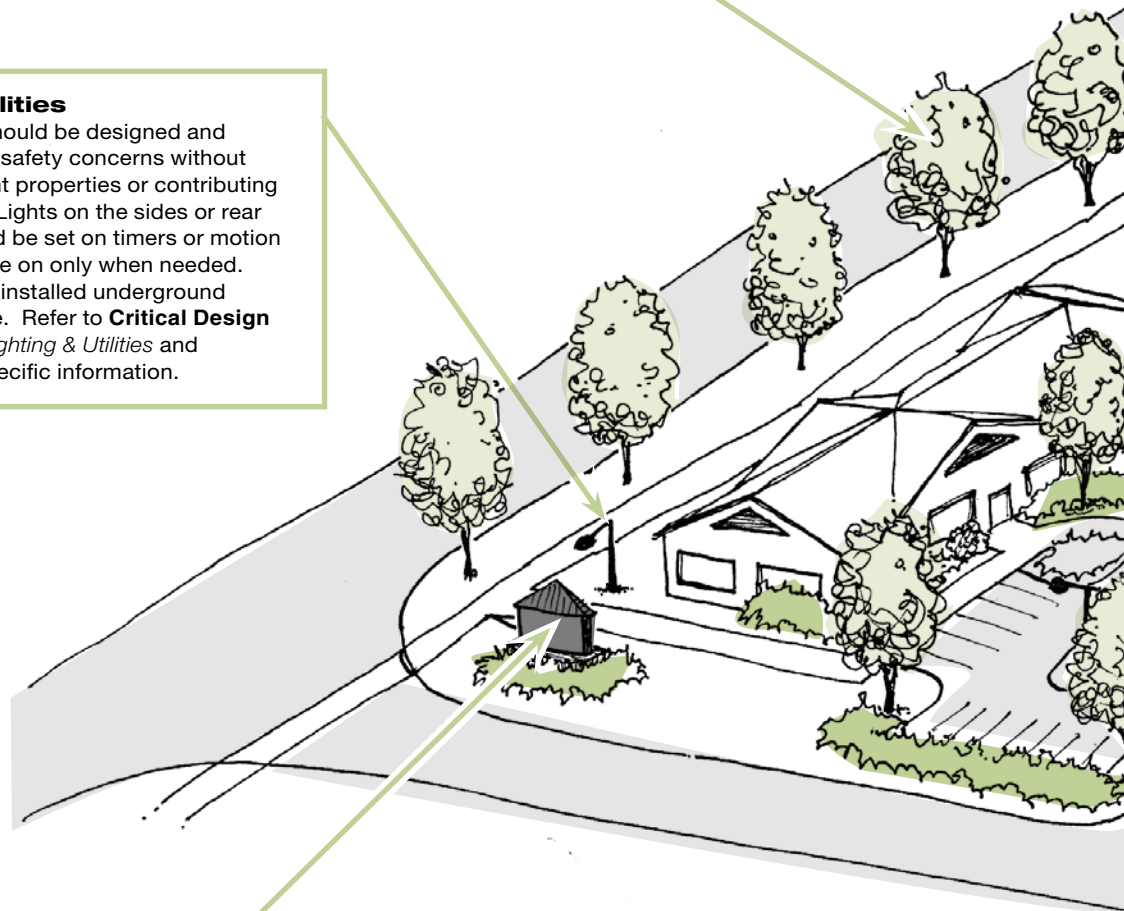 lities
hould be designed and
safety concerns without
nt properties or contributing
Lights on the sides or rear
d be set on timers or motion
e on only when needed.
installed underground
e. Refer to Critical Design
ghting & Utilities and
ecific information.